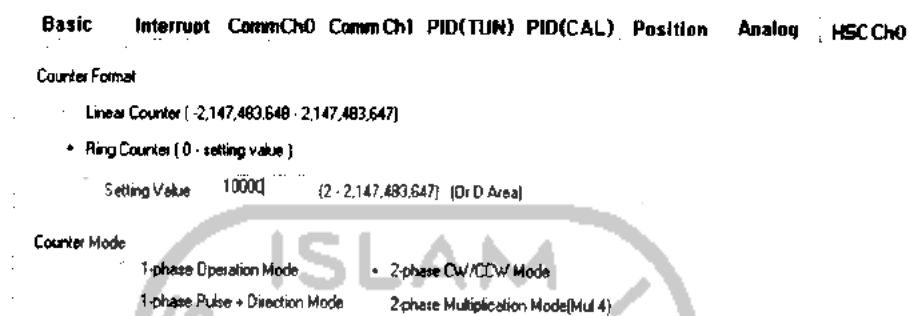 Basic Interrupt CommCh0 Comm Ch1 PID(TUN) PID(CAL) Position Analog HSC Ch0
Counter Format
Linear Counter ( -2,147,483,648 - 2,147,483,647)
• Ring Counter ( 0 - setting value )
Setting Value 10000 (2 - 2,147,483,647) (Or D Area)
Counter Mode
1-phase Operation Mode • 2-phase CW/CCW Mode
1-phase Pulse + Direction Mode 2-phase Multiplication Mode(Mul 4)
ISLAM